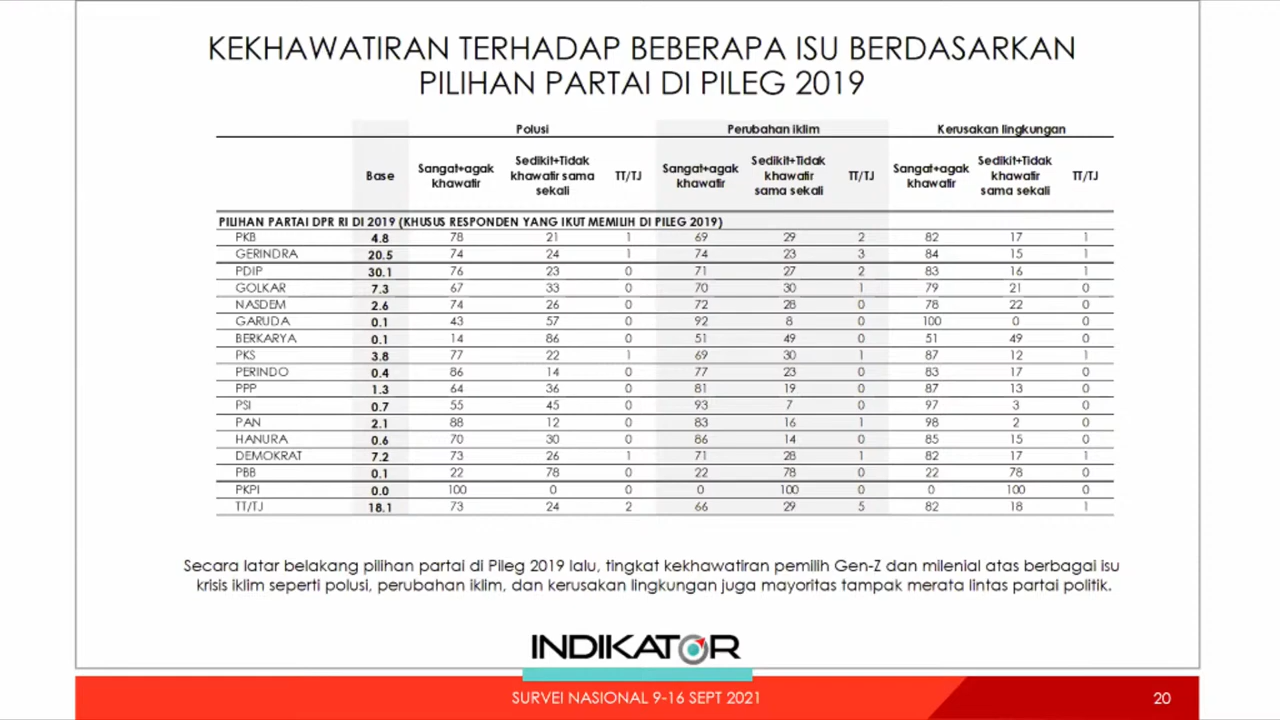 KEKHAWATIRAN TERHADAP BEBERAPA ISU BERDASARKAN
PILIHAN PARTAI DI PILEG 2019
Polusi Perubahan iklim Kerusakan lingkungan
Base Sangat+agak khawatir Sedikit+Tidak khawatir sama sekali TT/TJ Sangat+agak khawatir Sedikit+Tidak khawatir sama sekali TT/TJ Sangat+agak khawatir Sedikit+Tidak khawatir sama sekali TT/TJ
PILIHAN PARTAI DPR RI DI 2019 (KHUSUS RESPONDEN YANG IKUT MEMILIH DI PILEG 2019)
PKB 4.8 78 21 1 69 29 2 82 17 1
GERINDRA 20.5 74 24 1 74 23 3 84 15 1
PDIP 30.1 76 23 0 71 27 2 83 16 1
GOLKAR 7.3 67 33 0 70 30 1 79 21 0
NASDEM 2.6 74 26 0 72 28 0 78 22 0
GARUDA 0.1 43 57 0 92 8 0 100 0 0
BERKARYA 0.1 14 86 0 51 49 0 51 49 0
PKS 3.8 77 22 1 69 30 1 87 12 1
PERINDO 0.4 86 14 0 77 23 0 83 17 0
PPP 1.3 64 36 0 81 19 0 87 13 0
PSI 0.7 55 45 0 93 7 0 97 3 0
PAN 2.1 88 12 0 83 16 1 98 2 0
HANURA 0.6 70 30 0 86 14 0 85 15 0
DEMOKRAT 7.2 73 26 1 71 28 1 82 17 1
PBB 0.1 22 78 0 22 78 0 22 78 0
PKPI 0.0 100 0 0 0 100 0 0 100 0
TT/TJ 18.1 73 24 2 66 29 5 82 18 1
Secara latar belakang pilihan partai di Pileg 2019 lalu, tingkat kekhawatiran pemilih Gen-Z dan milenial atas berbagai isu
krisis iklim seperti polusi, perubahan iklim, dan kerusakan lingkungan juga mayoritas tampak merata lintas partai politik.
INDIKATOR
SURVEI NASIONAL 9-16 SEPT 2021 20